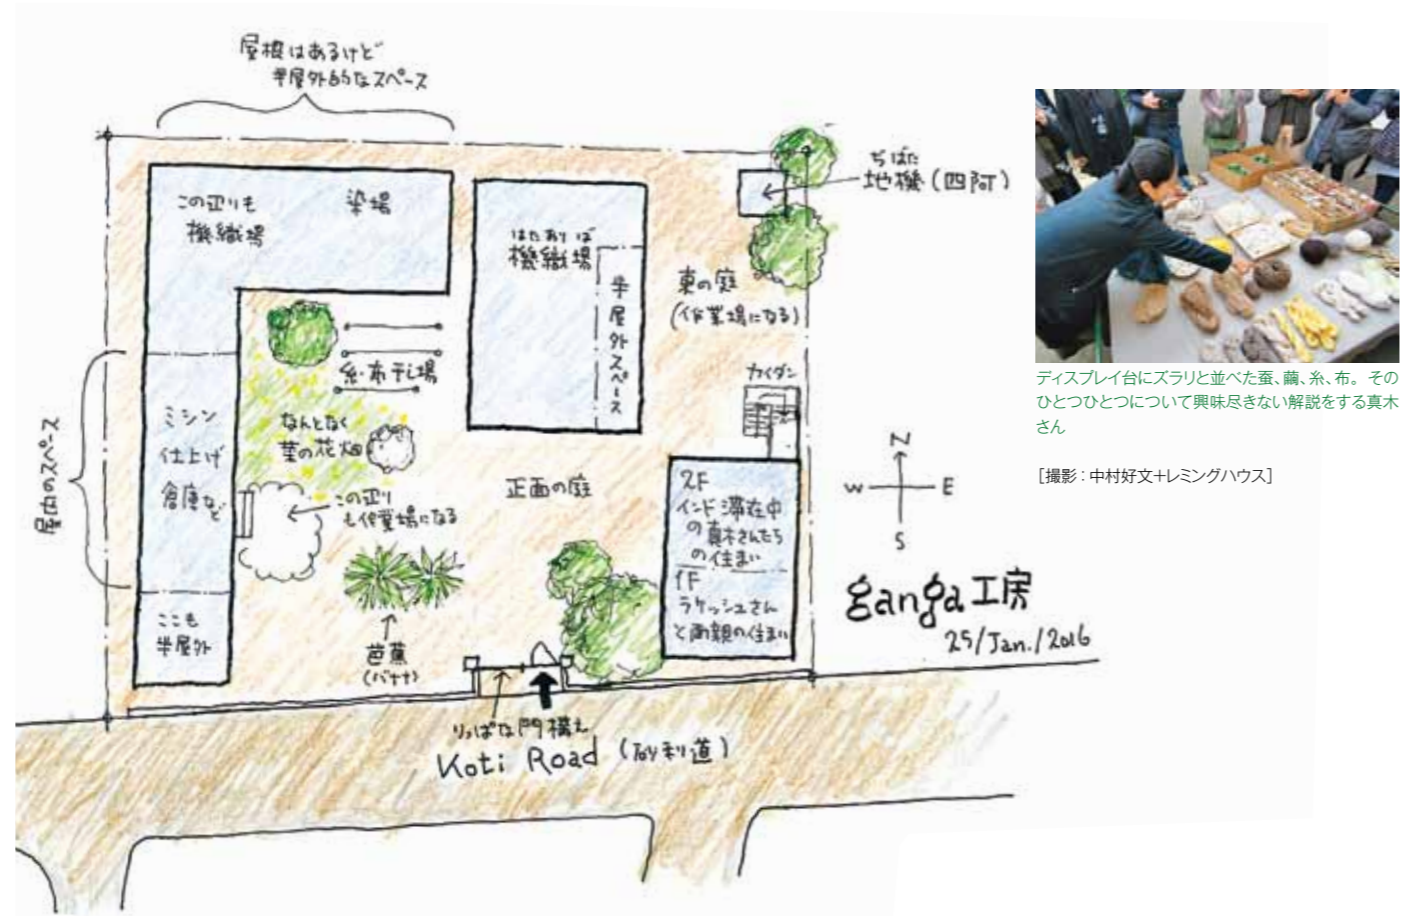 屋根はあるけど
半屋外的なスペース
この辺りも
機織場
染場
はたおりば
機織場
半屋外スペース
ぢばた
地機(四阿)
東の庭
(作業場になる)
カイダン
糸・布干し場
なんとなく
菜の花畑
この辺り
も作業場になる
屋内のスペース
ミシン
仕上げ
倉庫など
ここも
半屋外
正面の庭
芭蕉
(バナナ)
2F
インド滞在中
の真木さんたち
の住まい
1F
ラケッシュさん
と両親の住まい
N
W
E
S
ganga工房
25/Jan./2016
りっぱな門構え
Koti Road (砂利道)
ディスプレイ台にズラリと並べた蚕、繭、糸、布。その
ひとつひとつについて興味尽きない解説をする真木
さん
[撮影:中村好文+レミングハウス]